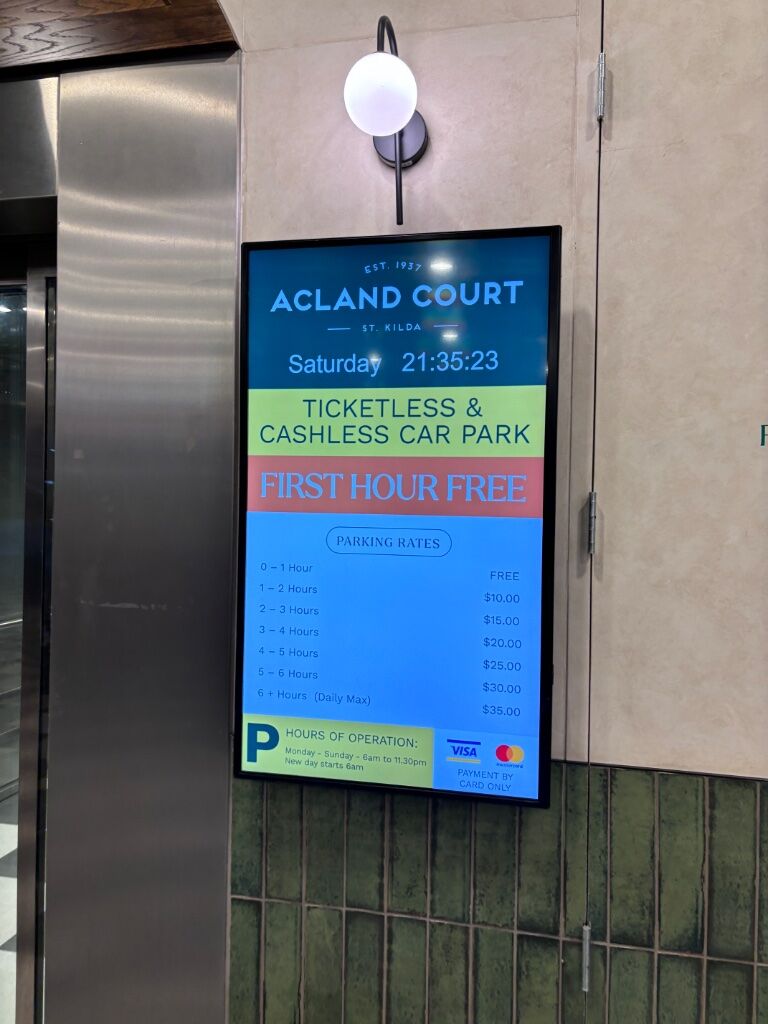 EST. 1937
ACLAND COURT
ST. KILDA
Saturday 21:35:23
TICKETLESS &
CASHLESS CAR PARK
FIRST HOUR FREE
PARKING RATES
0 – 1 Hour FREE
1 – 2 Hours $10.00
2 – 3 Hours $15.00
3 – 4 Hours $20.00
4 – 5 Hours $25.00
5 – 6 Hours $30.00
6 + Hours (Daily Max) $35.00
P
HOURS OF OPERATION:
Monday - Sunday - 6am to 11.30pm
New day starts 6am
VISA
mastercard
PAYMENT BY
CARD ONLY